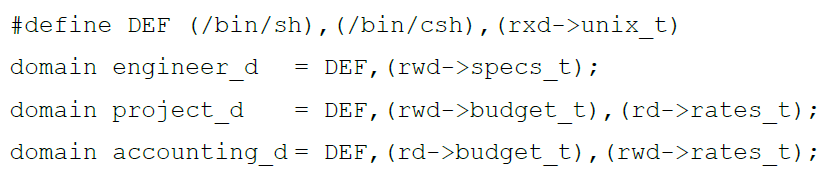 #define DEF (/bin/sh),(/bin/csh),(rxd->unix_t)
domain engineer_d = DEF,(rwd->specs_t);
domain project_d = DEF,(rwd->budget_t),(rd->rates_t);
domain accounting_d = DEF,(rd->budget_t),(rwd->rates_t);